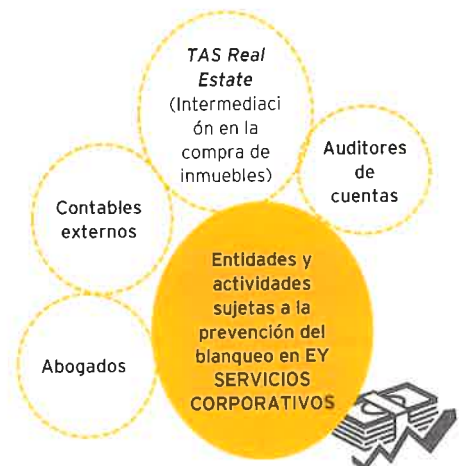 TAS Real
Estate
(Intermediaci
ón en la
compra de
inmuebles)
Auditores
de
cuentas
Contables
externos
Abogados
Entidades y
actividades
sujetas a la
prevención del
blanqueo en EY
SERVICIOS
CORPORATIVOS